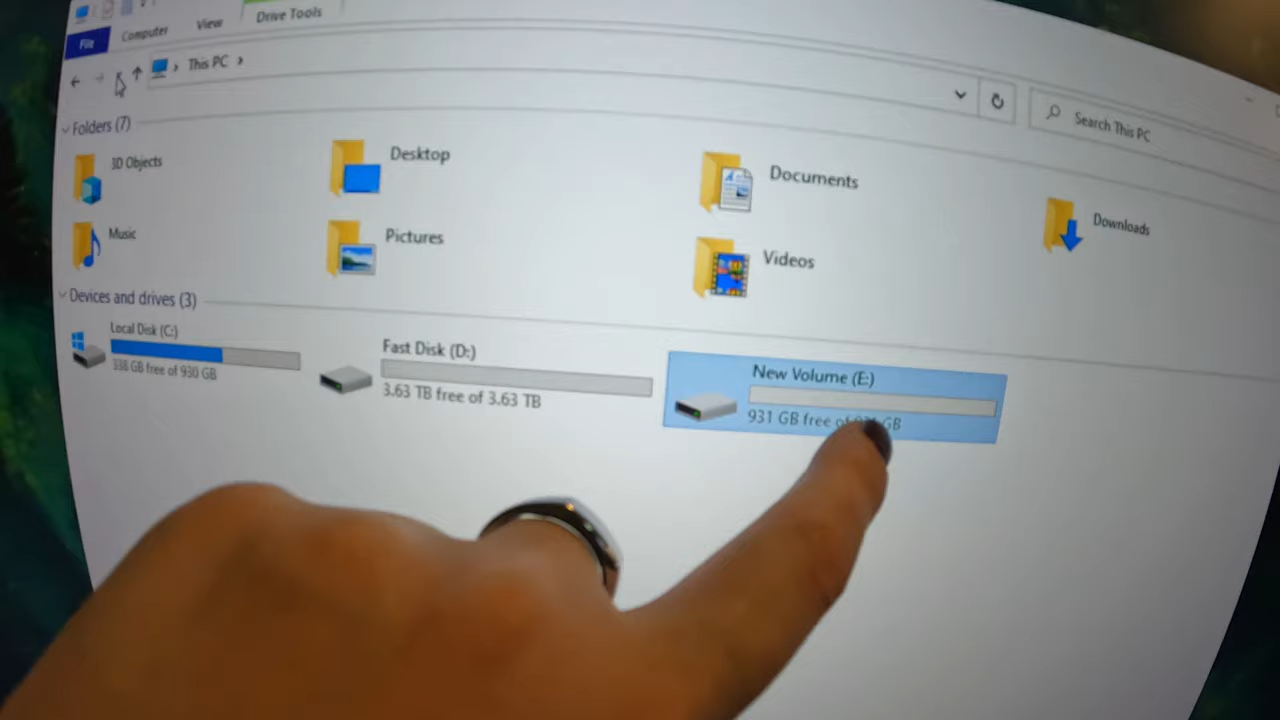 File
Computer
View
Drive Tools
This PC
Search This PC
Folders (7)
3D Objects
Desktop
Documents
Downloads
Music
Pictures
Videos
Devices and drives (3)
Local Disk (C:)
338 GB free of 930 GB
Fast Disk (D:)
3.63 TB free of 3.63 TB
New Volume (E:)
931 GB free of GB